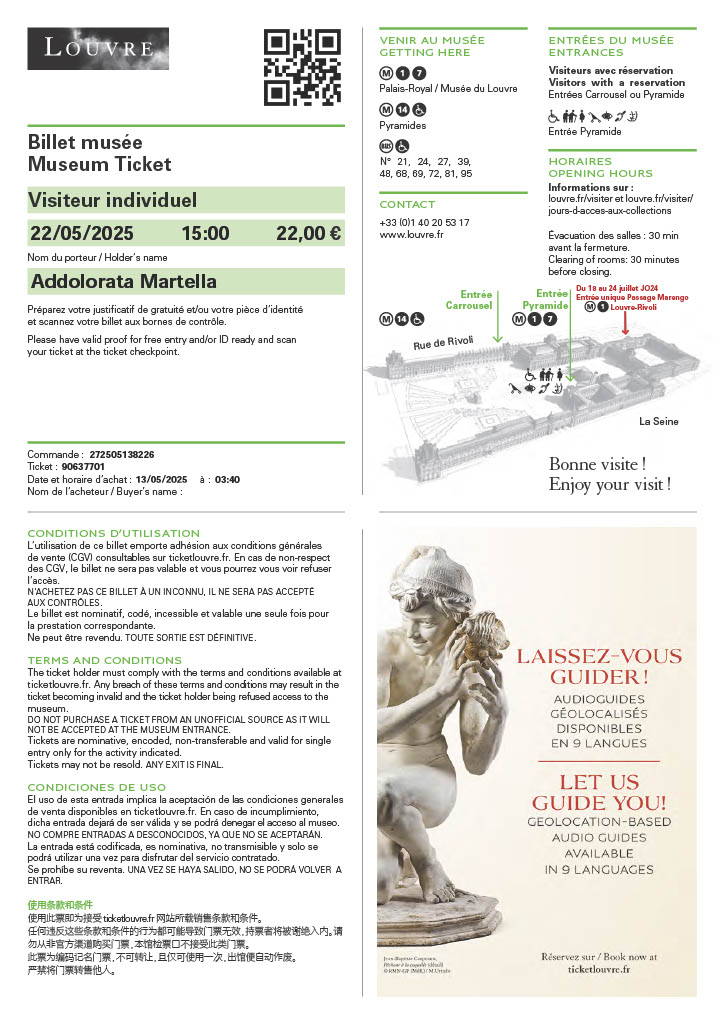 LOUVRE
Billet musée
Museum Ticket
Visiteur individuel
22/05/2025 15:00 22,00 €
Nom du porteur / Holder's name
Addolorata Martella
Préparez votre justificatif de gratuité et/ou votre pièce d'identité
et scannez votre billet aux bornes de contrôle.
Please have valid proof for free entry and/or ID ready and scan
your ticket at the ticket checkpoint.
Commande : 272505138226
Ticket : 90637701
Date et horaire d'achat : 13/05/2025 à : 03:40
Nom de l'acheteur / Buyer's name :
VENIR AU MUSÉE
GETTING HERE
M 1 7
Palais-Royal / Musée du Louvre
M 14
Pyramides
BUS
N° 21, 24, 27, 39,
48, 68, 69, 72, 81, 95
CONTACT
+33 (0)1 40 20 53 17
www.louvre.fr
ENTRÉES DU MUSÉE
ENTRANCES
Visiteurs avec réservation
Visitors with a reservation
Entrées Carrousel ou Pyramide
Entrée Pyramide
HORAIRES
OPENING HOURS
Informations sur :
louvre.fr/visiter et louvre.fr/visiter/
jours-d-acces-aux-collections
Évacuation des salles : 30 min
avant la fermeture.
Clearing of rooms: 30 minutes
before closing.
Entrée
Carrousel
M 14
Entrée
Pyramide
M 1 7
Du 18 au 24 juillet JO24
Entrée unique Passage Marengo
M 1 Louvre-Rivoli
Rue de Rivoli
La Seine
Bonne visite !
Enjoy your visit !
CONDITIONS D'UTILISATION
L'utilisation de ce billet emporte adhésion aux conditions générales
de vente (CGV) consultables sur ticketlouvre.fr. En cas de non-respect
des CGV, le billet ne sera pas valable et vous pourrez vous voir refuser
l'accès.
N'ACHETEZ PAS CE BILLET À UN INCONNU, IL NE SERA PAS ACCEPTÉ
AUX CONTRÔLES.
Le billet est nominatif, codé, incessible et valable une seule fois pour
la prestation correspondante.
Ne peut être revendu. TOUTE SORTIE EST DÉFINITIVE.
TERMS AND CONDITIONS
The ticket holder must comply with the terms and conditions available at
ticketlouvre.fr. Any breach of these terms and conditions may result in the
ticket becoming invalid and the ticket holder being refused access to the
museum.
DO NOT PURCHASE A TICKET FROM AN UNOFFICIAL SOURCE AS IT WILL
NOT BE ACCEPTED AT THE MUSEUM ENTRANCE.
Tickets are nominative, encoded, non-transferable and valid for single
entry only for the activity indicated.
Tickets may not be resold. ANY EXIT IS FINAL.
CONDICIONES DE USO
El uso de esta entrada implica la aceptación de las condiciones generales
de venta disponibles en ticketlouvre.fr. En caso de incumplimiento,
dicha entrada dejará de ser válida y se podrá denegar el acceso al museo.
NO COMPRE ENTRADAS A DESCONOCIDOS, YA QUE NO SE ACEPTARÁN.
La entrada está codificada, es nominativa, no transmisible y solo se
podrá utilizar una vez para disfrutar del servicio contratado.
Se prohíbe su reventa. UNA VEZ SE HAYA SALIDO, NO SE PODRÁ VOLVER A
ENTRAR.
使用条款和条件
使用此票即为接受 ticketlouvre.fr 网站所载销售条款和条件。
任何违反这些条款和条件的行为都可能导致门票无效，持票者将被谢绝入内。请
勿从非官方渠道购买门票，本馆检票口不接受此类门票。
此票为编码记名门票，不可转让，且仅可使用一次，出馆便自动作废。
严禁将门票转售他人。
LAISSEZ-VOUS
GUIDER !
AUDIOGUIDES
GÉOLOCALISÉS
DISPONIBLES
EN 9 LANGUES
LET US
GUIDE YOU!
GEOLOCATION-BASED
AUDIO GUIDES
AVAILABLE
IN 9 LANGUAGES
Jean-Baptiste Carpeaux,
Pêcheur à la coquille (détail)
Réservez sur / Book now at
ticketlouvre.fr